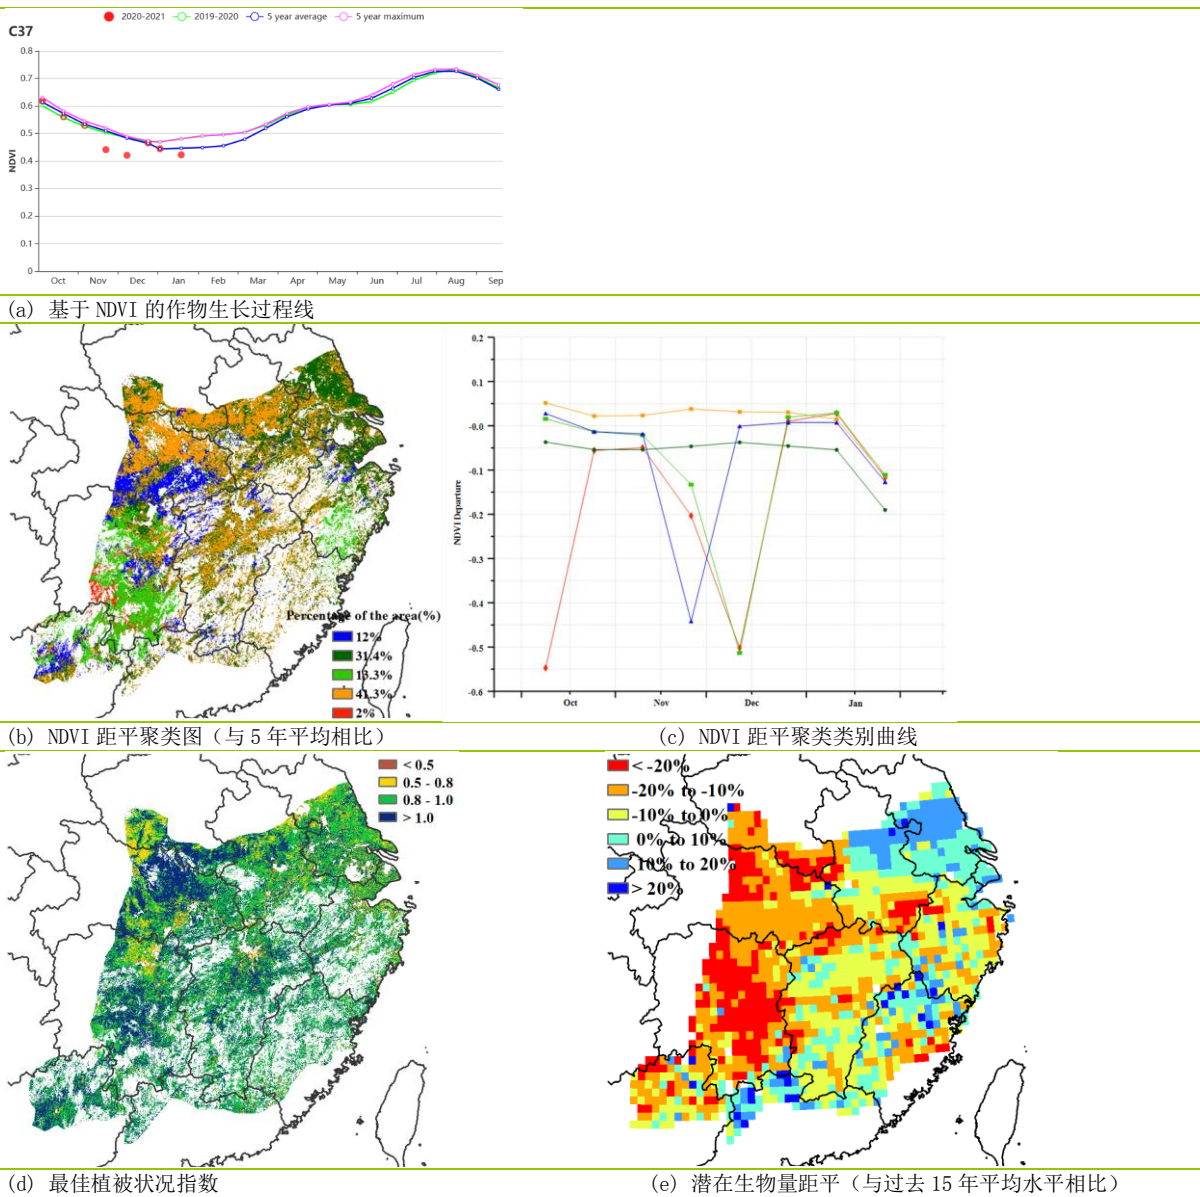 2020-2021 2019-2020 5 year average 5 year maximum
C37
0.8
0.7
0.6
0.5
0.4
0.3
0.2
0.1
0
NDVI
Oct Nov Dec Jan Feb Mar Apr May Jun Jul Aug Sep
(a) 基于 NDVI 的作物生长过程线
Percentage of the area(%)
12%
31.4%
13.3%
41.3%
2%
0.2
0.1
-0.0
-0.1
-0.2
-0.3
-0.4
-0.5
-0.6
NDVI Departure
Oct Nov Dec Jan
(b) NDVI 距平聚类图（与 5 年平均相比）
(c) NDVI 距平聚类类别曲线
< 0.5
0.5 - 0.8
0.8 - 1.0
> 1.0
< -20%
-20% to -10%
-10% to 0%
0% to 10%
10% to 20%
> 20%
(d) 最佳植被状况指数
(e) 潜在生物量距平（与过去 15 年平均水平相比）